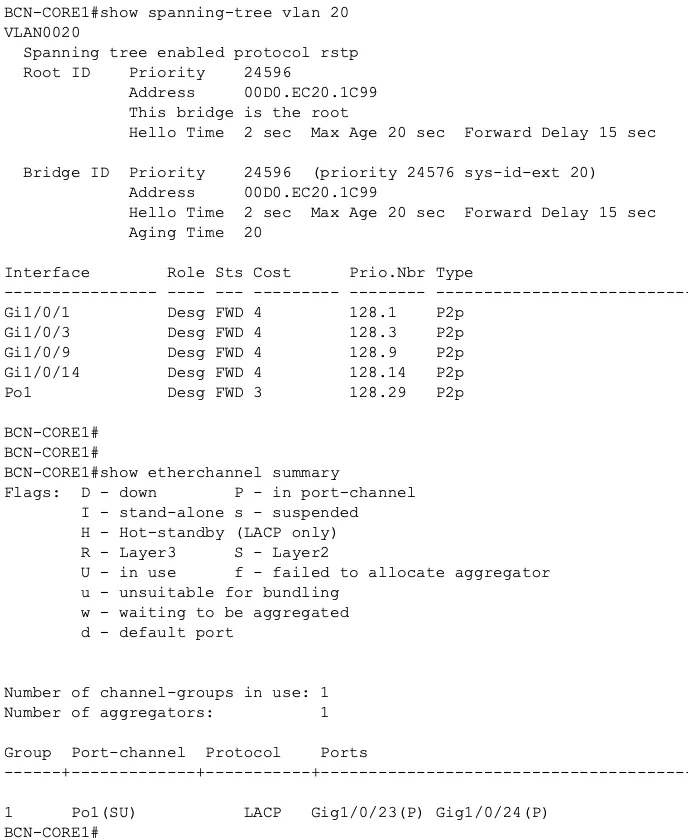 BCN-CORE1#show spanning-tree vlan 20
VLAN0020
  Spanning tree enabled protocol rstp
  Root ID    Priority    24596
             Address     00D0.EC20.1C99
             This bridge is the root
             Hello Time  2 sec  Max Age 20 sec  Forward Delay 15 sec

  Bridge ID  Priority    24596  (priority 24576 sys-id-ext 20)
             Address     00D0.EC20.1C99
             Hello Time  2 sec  Max Age 20 sec  Forward Delay 15 sec
             Aging Time  20

Interface        Role Sts Cost      Prio.Nbr Type
---------------- ---- --- --------- -------- ---------------------------
Gi1/0/1          Desg FWD 4         128.1    P2p
Gi1/0/3          Desg FWD 4         128.3    P2p
Gi1/0/9          Desg FWD 4         128.9    P2p
Gi1/0/14         Desg FWD 4         128.14   P2p
Po1              Desg FWD 3         128.29   P2p

BCN-CORE1#
BCN-CORE1#
BCN-CORE1#show etherchannel summary
Flags:  D - down        P - in port-channel
        I - stand-alone s - suspended
        H - Hot-standby (LACP only)
        R - Layer3      S - Layer2
        U - in use      f - failed to allocate aggregator
        u - unsuitable for bundling
        w - waiting to be aggregated
        d - default port


Number of channel-groups in use: 1
Number of aggregators:           1

Group  Port-channel  Protocol    Ports
------+-------------+-----------+---------------------------------------

1      Po1(SU)           LACP   Gig1/0/23(P) Gig1/0/24(P)
BCN-CORE1#